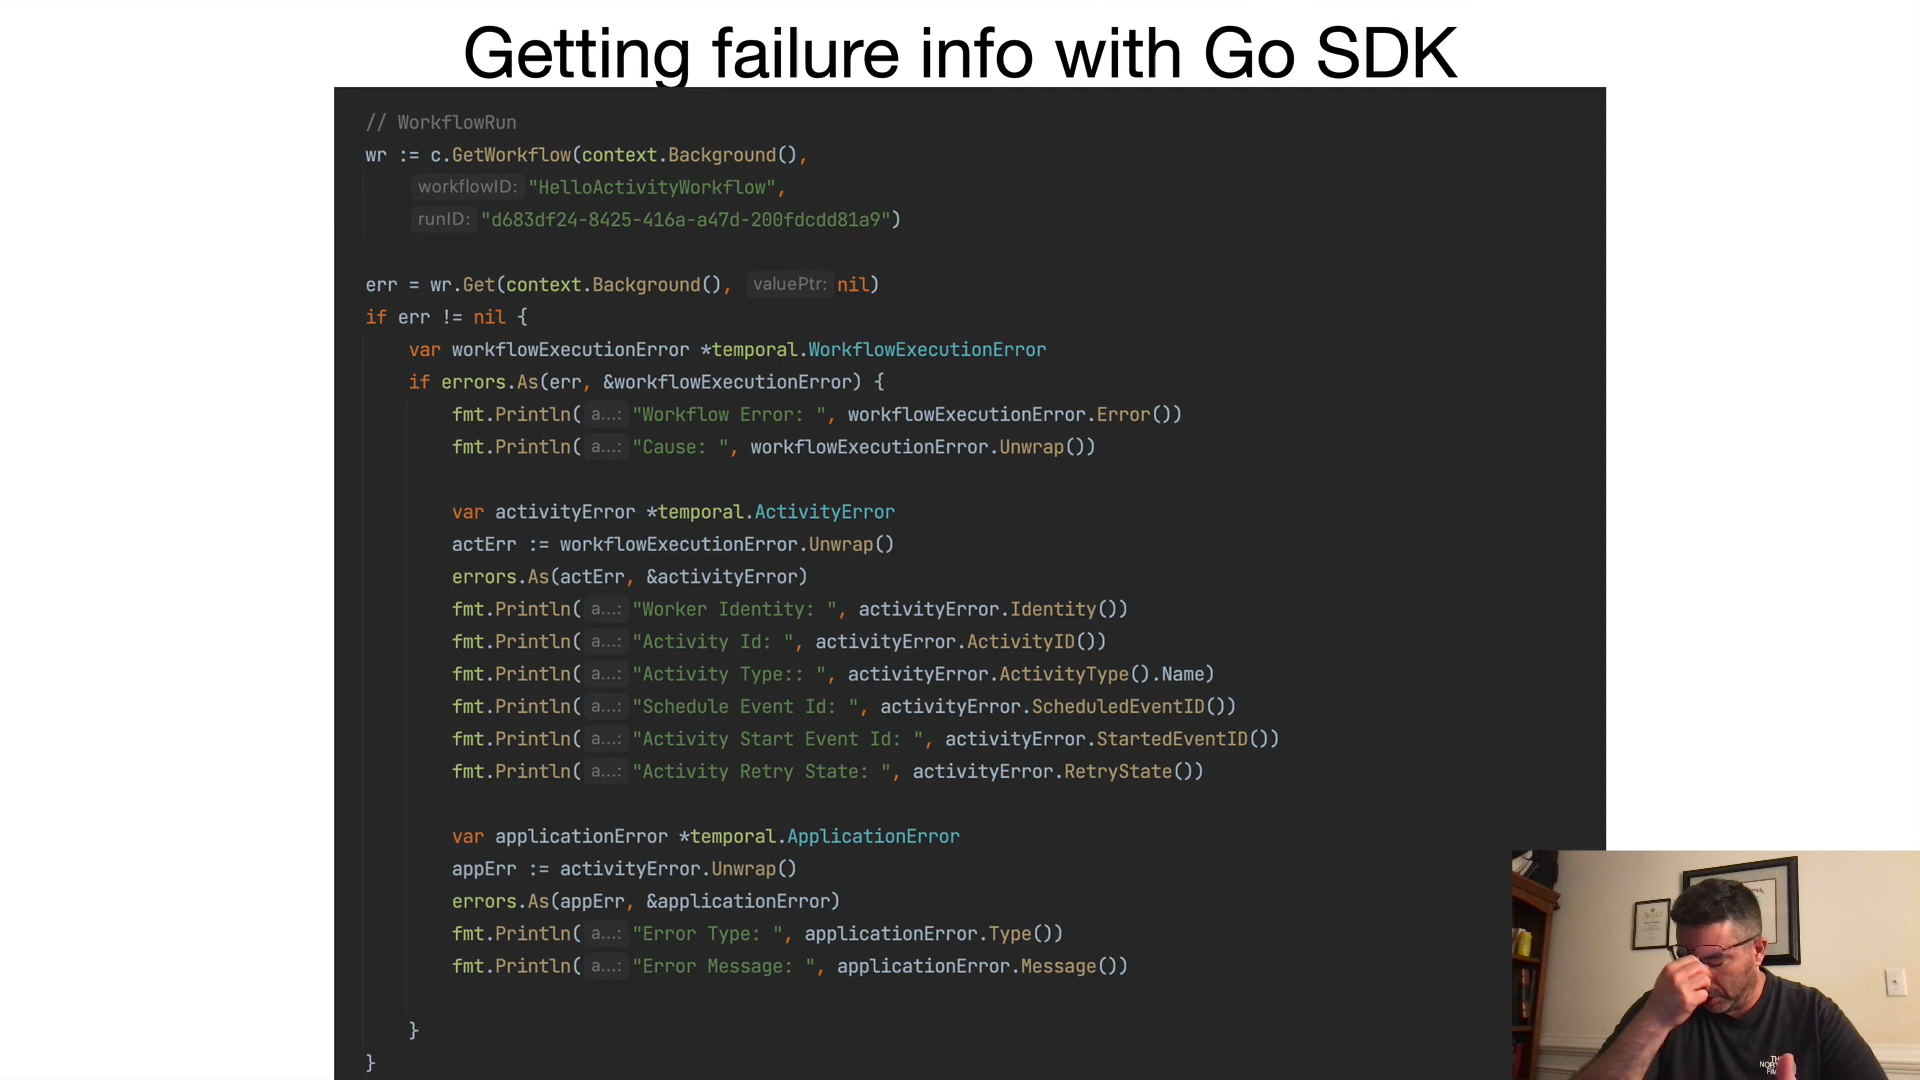 Getting failure info with Go SDK
// WorkflowRun
wr := c.GetWorkflow(context.Background(),
workflowID: "HelloActivityWorkflow",
runID: "d683df24-8425-416a-a47d-200fdcdd81a9")
err = wr.Get(context.Background(), valuePtr: nil)
if err != nil {
var workflowExecutionError *temporal.WorkflowExecutionError
if errors.As(err, &workflowExecutionError) {
fmt.Println( a...: "Workflow Error: ", workflowExecutionError.Error())
fmt.Println( a...: "Cause: ", workflowExecutionError.Unwrap())
var activityError *temporal.ActivityError
actErr := workflowExecutionError.Unwrap()
errors.As(actErr, &activityError)
fmt.Println( a...: "Worker Identity: ", activityError.Identity())
fmt.Println( a...: "Activity Id: ", activityError.ActivityID())
fmt.Println( a...: "Activity Type:: ", activityError.ActivityType().Name)
fmt.Println( a...: "Schedule Event Id: ", activityError.ScheduledEventID())
fmt.Println( a...: "Activity Start Event Id: ", activityError.StartedEventID())
fmt.Println( a...: "Activity Retry State: ", activityError.RetryState())
var applicationError *temporal.ApplicationError
appErr := activityError.Unwrap()
errors.As(appErr, &applicationError)
fmt.Println( a...: "Error Type: ", applicationError.Type())
fmt.Println( a...: "Error Message: ", applicationError.Message())
}
}